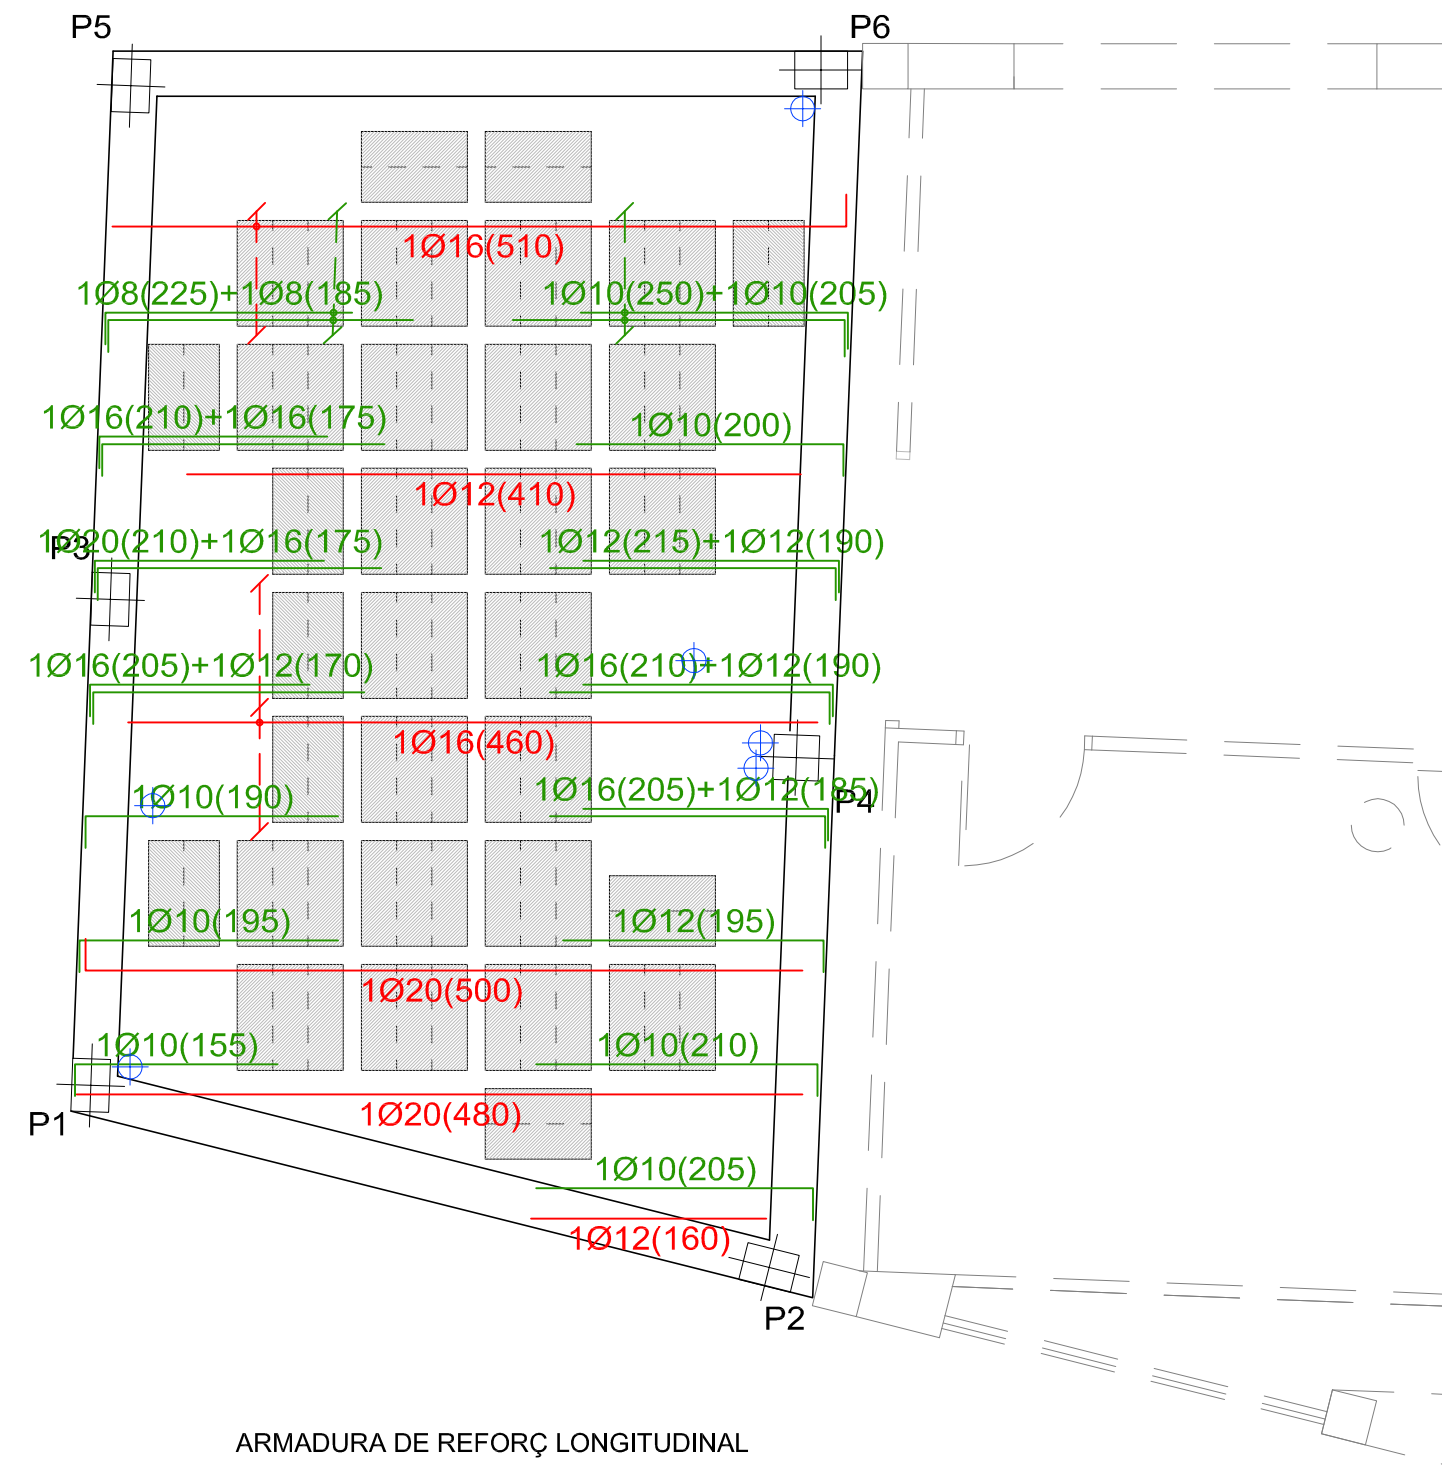 P5
P6
1Ø16(510)
1Ø8(225)+1Ø8(185)
1Ø10(250)+1Ø10(205)
1Ø16(210)+1Ø16(175)
1Ø10(200)
1Ø12(410)
P3
1Ø20(210)+1Ø16(175)
1Ø12(215)+1Ø12(190)
1Ø16(205)+1Ø12(170)
1Ø16(210)+1Ø12(190)
1Ø16(460)
1Ø10(190)
1Ø16(205)+1Ø12(185)
P4
1Ø10(195)
1Ø12(195)
1Ø20(500)
1Ø10(155)
1Ø10(210)
P1
1Ø20(480)
1Ø10(205)
1Ø12(160)
P2
ARMADURA DE REFORÇ LONGITUDINAL